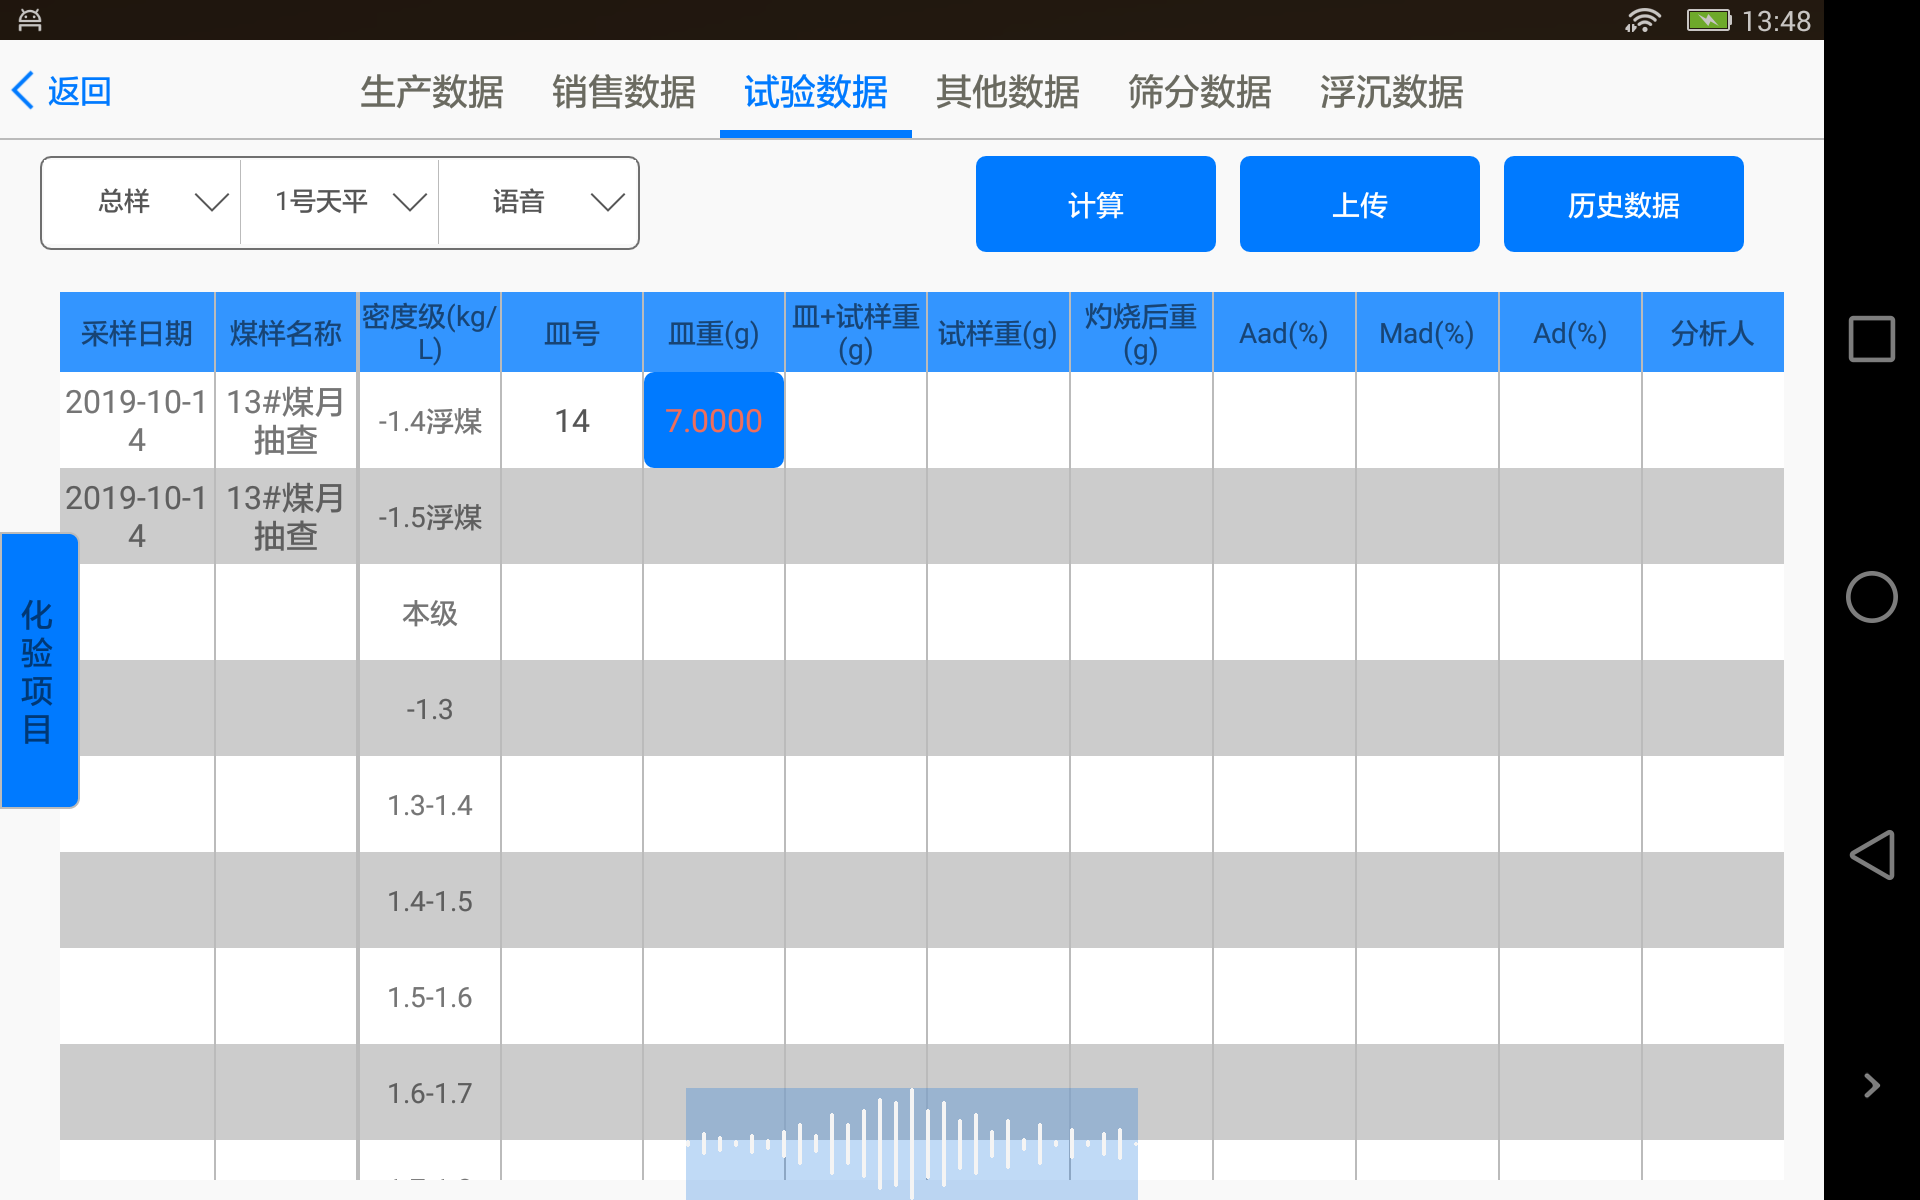 13:48
返回
生产数据 销售数据 试验数据 其他数据 筛分数据 浮沉数据
总样 1号天平 语音 计算 上传 历史数据
采样日期 煤样名称 密度级(kg/L) 皿号 皿重(g) 皿+试样重(g) 试样重(g) 灼烧后重(g) Aad(%) Mad(%) Ad(%) 分析人
2019-10-14 13#煤月抽查 -1.4浮煤 14 7.0000
2019-10-14 13#煤月抽查 -1.5浮煤
化验项目
本级
-1.3
1.3-1.4
1.4-1.5
1.5-1.6
1.6-1.7